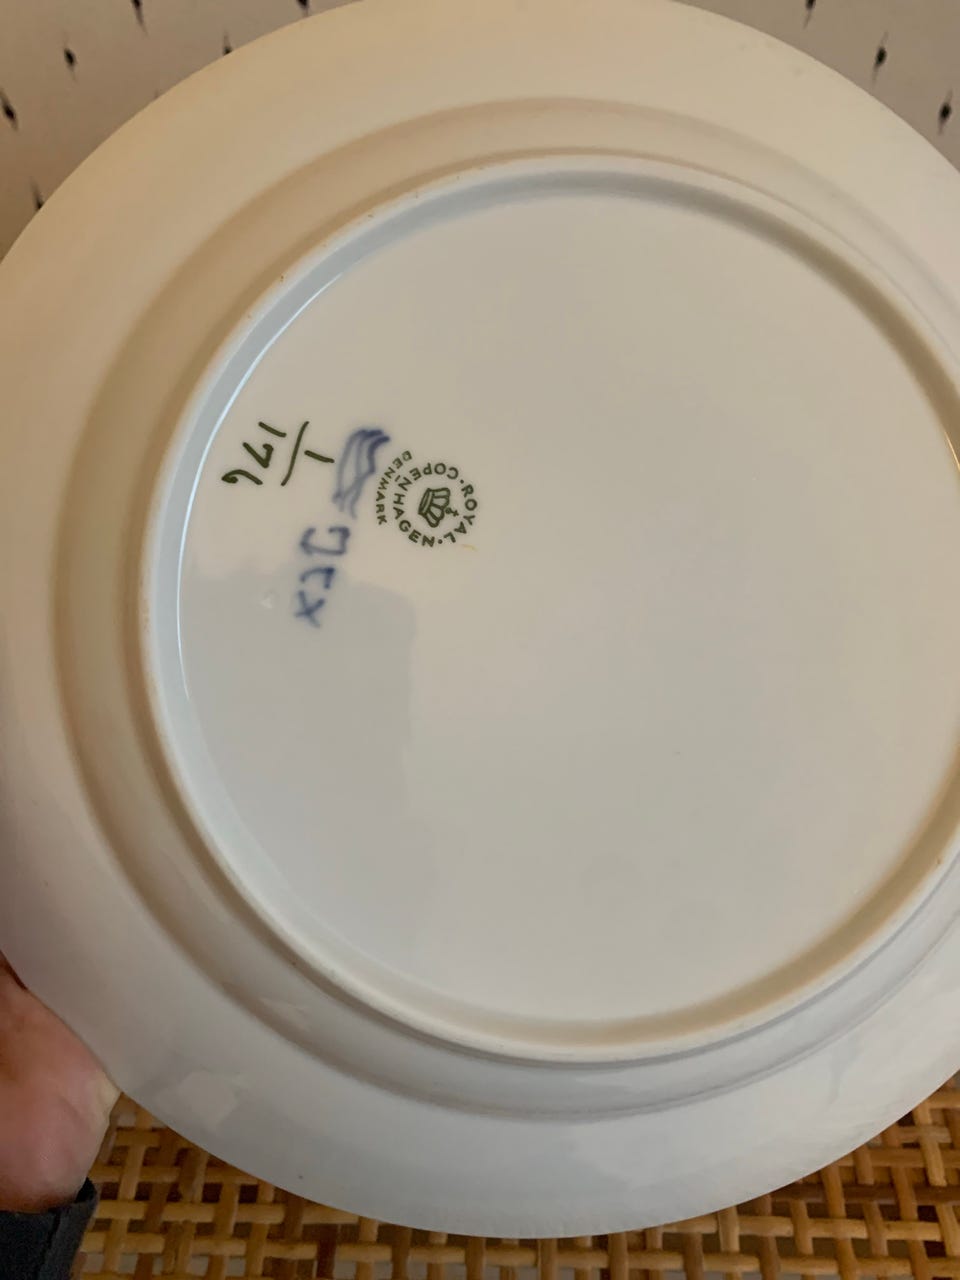 ROYAL · COPENHAGEN ·
DENMARK
1
176